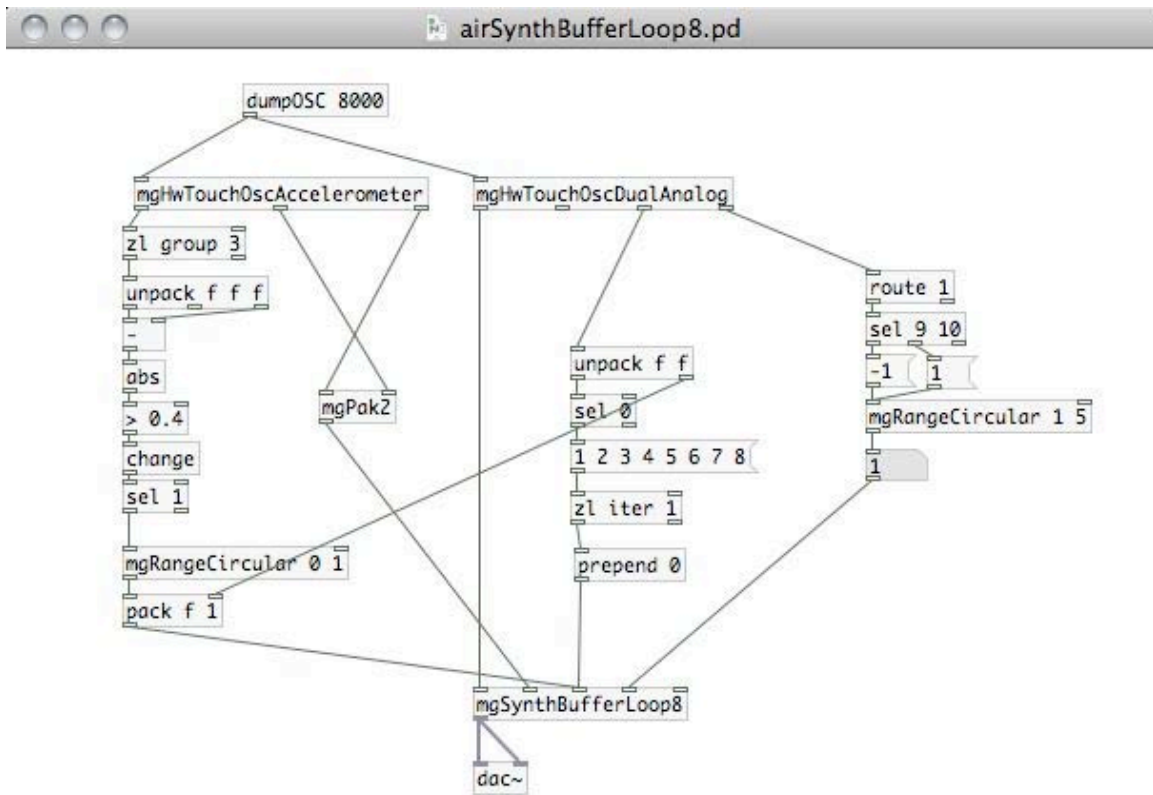 airSynthBufferLoop8.pd
dumpOSC 8000
mgHwTouchOscAccelerometer
mgHwTouchOscDualAnalog
zl group 3
unpack f f f
-
abs
> 0.4
change
sel 1
mgRangeCircular 0 1
pack f 1
mgPak2
unpack f f
sel 0
1 2 3 4 5 6 7 8
zl iter 1
prepend 0
route 1
sel 9 10
-1
1
mgRangeCircular 1 5
1
mgSynthBufferLoop8
dac~